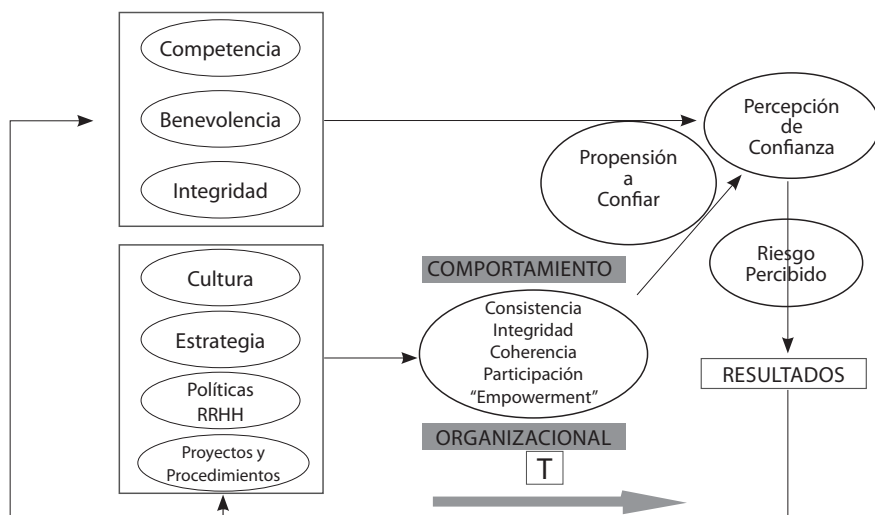 Competencia
Benevolencia
Integridad
Percepción
de
Confianza
Propensión
a
Confiar
Cultura
Estrategia
Políticas
RRHH
Proyectos y
Procedimientos
COMPORTAMIENTO
Consistencia
Integridad
Coherencia
Participación
“Empowerment”
ORGANIZACIONAL
T
Riesgo
Percibido
RESULTADOS